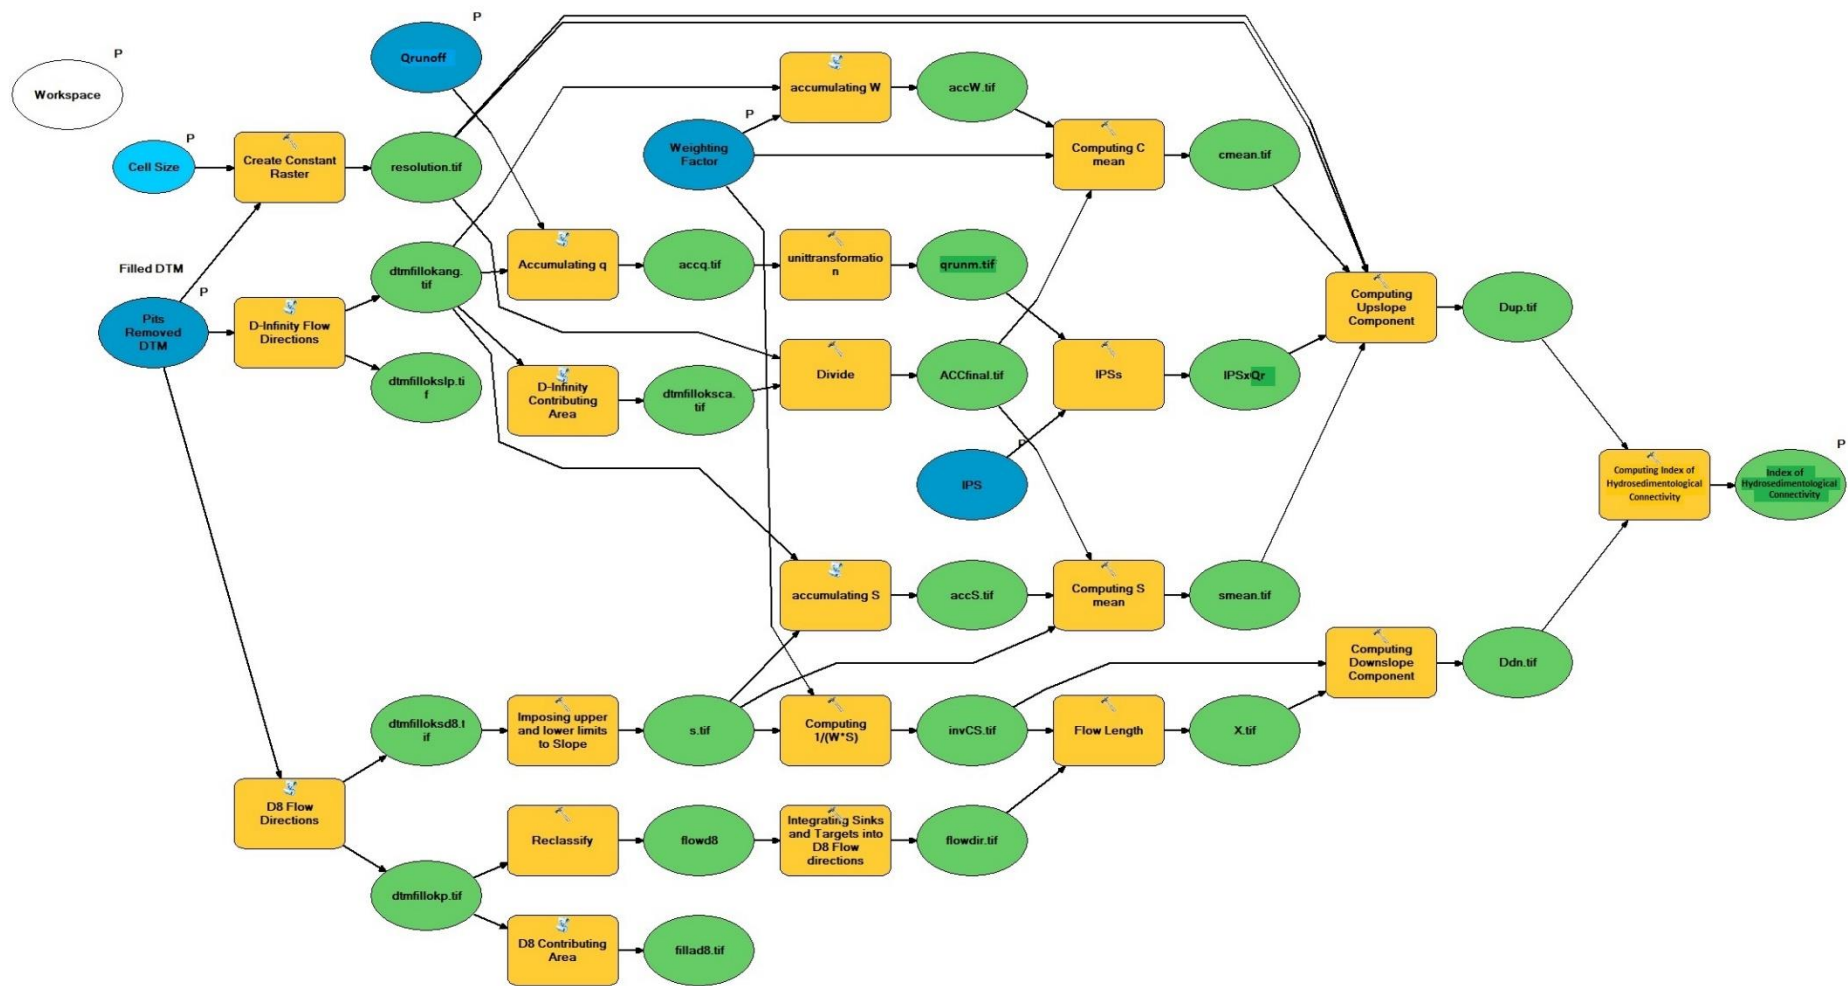 P
Qrunoff
P
Workspace
accumulating W
accW.tif
P
Cell Size
P
Create Constant
Raster
resolution.tif
Weighting
Factor
P
Computing C
mean
cmean.tif
Filled DTM
Pits
Removed
DTM
P
D-Infinity Flow
Directions
dtmfillokang.
tif
Accumulating q
accq.tif
unittransformatio
n
qrunm.tif
Computing
Upslope
Component
Dup.tif
dtmfillokslp.ti
f
D-Infinity
Contributing
Area
dtmfilloksca.
tif
Divide
ACCfinal.tif
IPSs
IPSxQr
P
IPS
Computing Index of
Hydrosedimentological
Connectivity
P
Index of
Hydrosedimentological
Connectivity
accumulating S
accS.tif
Computing S
mean
smean.tif
Computing
Downslope
Component
Ddn.tif
dtmfilloksd8.t
if
Imposing upper
and lower limits
to Slope
s.tif
Computing
1/(W*S)
invCS.tif
Flow Length
X.tif
D8 Flow
Directions
Reclassify
flowd8
Integrating Sinks
and Targets into
D8 Flow
directions
flowdir.tif
dtmfillokp.tif
D8 Contributing
Area
fillad8.tif